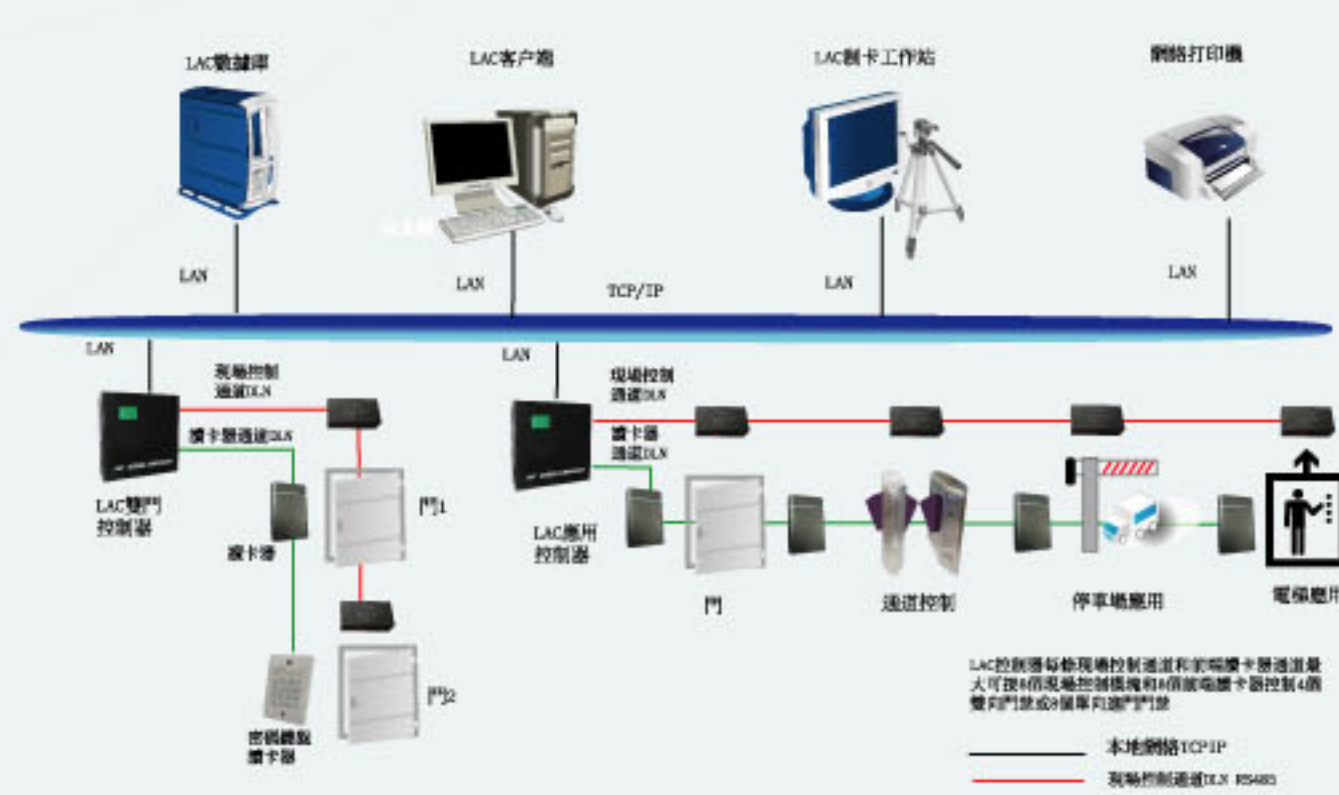 LAC數據庫
LAC客户端
LAC制卡工作站
網絡打印機
LAN
LAN
TCP/IP
LAN
LAN
LAN
LAN
現場控制
通道DLN
讀卡器通道DLN
現場控制
通道DLN
讀卡器
通道DLN
LAC雙門
控制器
讀卡器
門1
LAC應用
控制器
門
通道控制
停車場應用
電梯應用
密碼鍵盤
讀卡器
門2
LAC控制器每條現場控制通道和前端讀卡器通道最
大可接8個現場控制模塊和8個前端讀卡器控制4個
雙向門禁或8個單向進門門禁
本地網絡TCPIP
現場控制通道DLN RS485